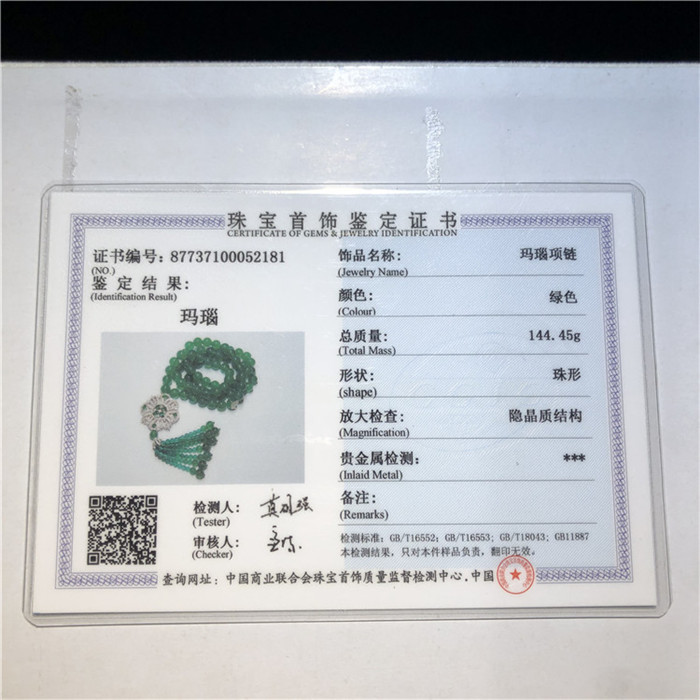 珠宝首饰鉴定证书
CERTIFICATE OF GEMS & JEWELRY IDENTIFICATION
证书编号: 87737100052181
(NO.)
鉴定结果:
(Identification Result)
玛瑙
检测人:
(Tester)
审核人:
(Checker)
饰品名称: 玛瑙项链
(Jewelry Name)
颜色: 绿色
(Colour)
总质量: 144.45g
(Total Mass)
形状: 珠形
(shape)
放大检查: 隐晶质结构
(Magnification)
贵金属检测: ***
(Inlaid Metal)
备注:
(Remarks)
检测标准: GB/T16552; GB/T16553; GB/T18043; GB11887
本检测结果, 只对本件样品负责, 翻印无效。
查询网址: 中国商业联合会珠宝首饰质量监督检测中心.中国